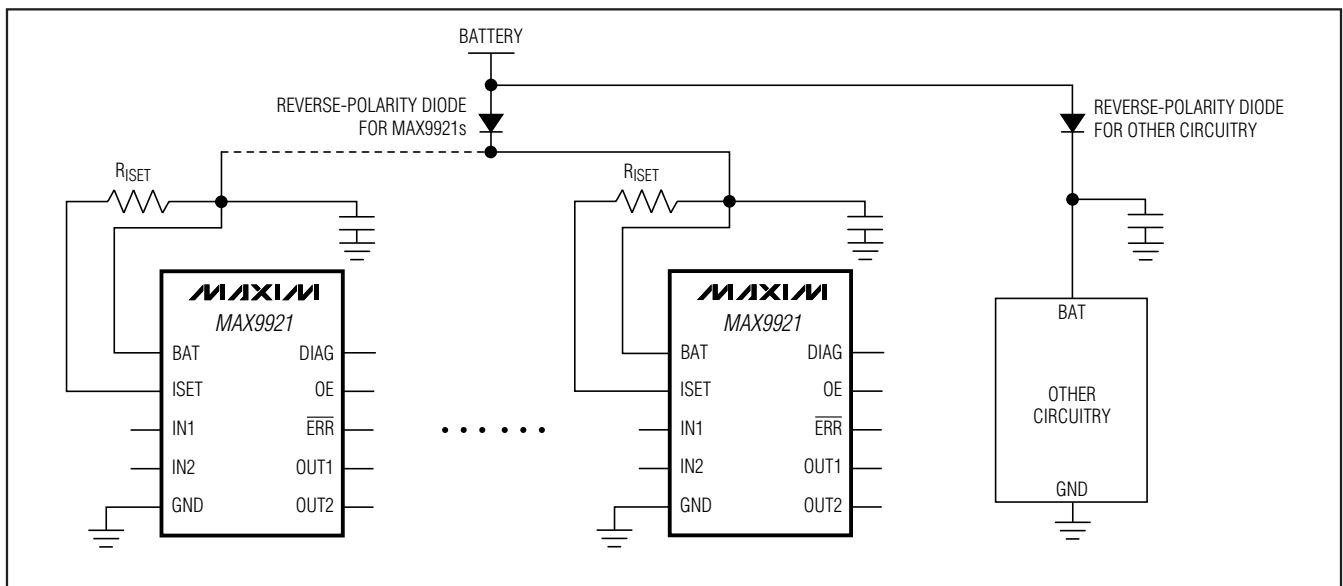 BATTERY
REVERSE-POLARITY DIODE
FOR MAX9921s
REVERSE-POLARITY DIODE
FOR OTHER CIRCUITRY
RISET
RISET
MAXIM
MAX9921
BAT
ISET
IN1
IN2
GND
DIAG
OE
ERR
OUT1
OUT2
MAXIM
MAX9921
BAT
ISET
IN1
IN2
GND
DIAG
OE
ERR
OUT1
OUT2
BAT
OTHER
CIRCUITRY
GND